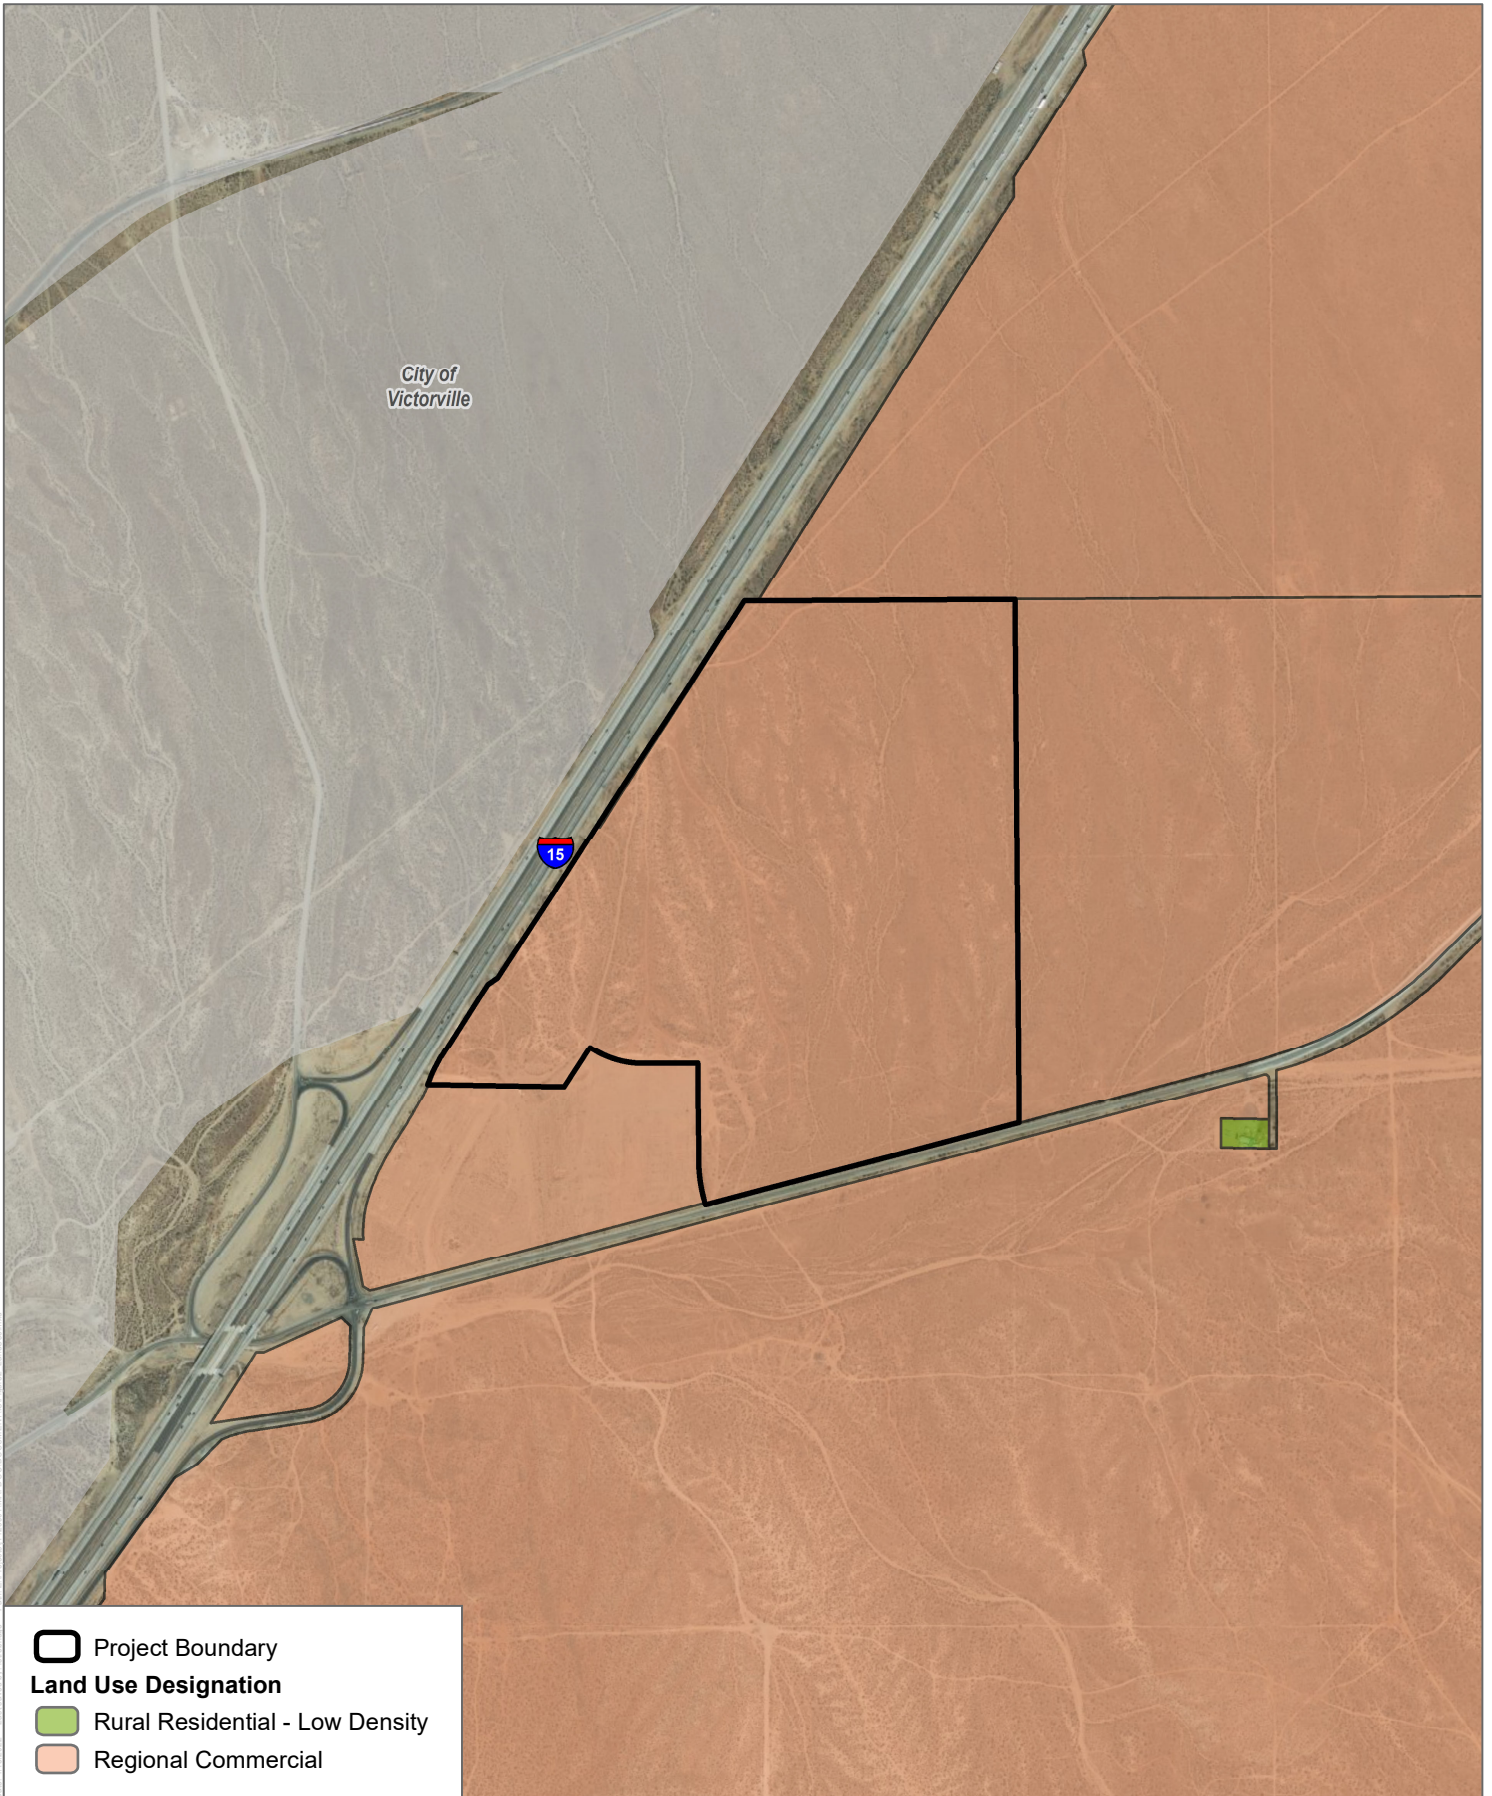 City of
Victorville
15
Project Boundary
Land Use Designation
Rural Residential - Low Density
Regional Commercial